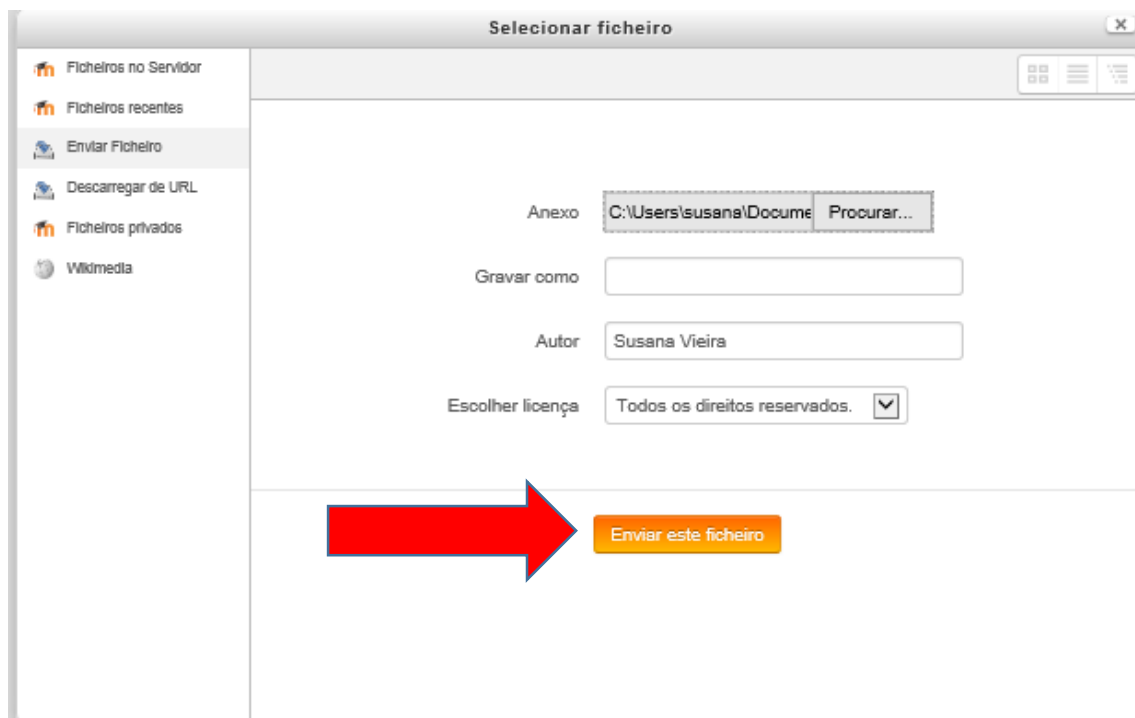 Selecionar ficheiro
Ficheiros no Servidor
Ficheiros recentes
Enviar Ficheiro
Descarregar de URL
Ficheiros privados
Wikimedia
Anexo C:\Users\susana\Docume Procurar...
Gravar como
Autor Susana Vieira
Escolher licença Todos os direitos reservados.
Enviar este ficheiro